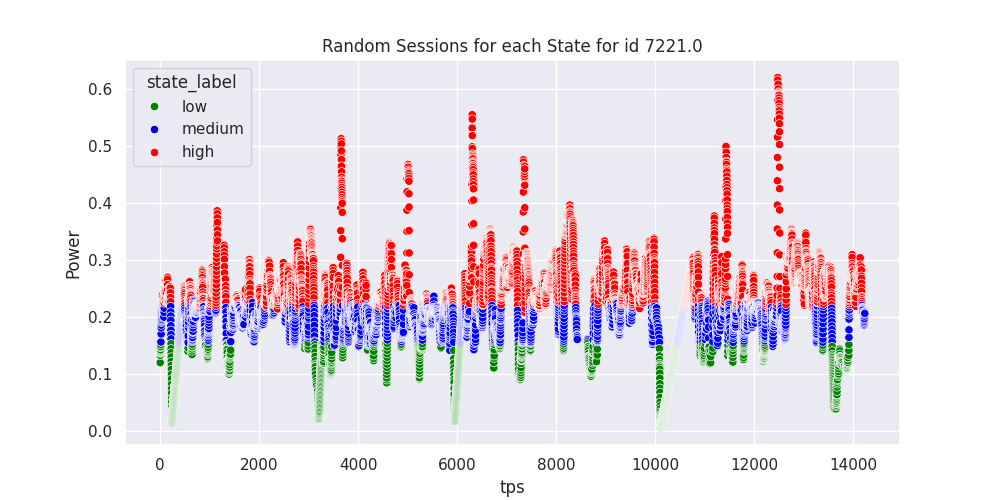 Random Sessions for each State for id 7221.0
state_label
low
medium
high
0.6
0.5
0.4
0.3
0.2
0.1
0.0
Power
0 2000 4000 6000 8000 10000 12000 14000
tps